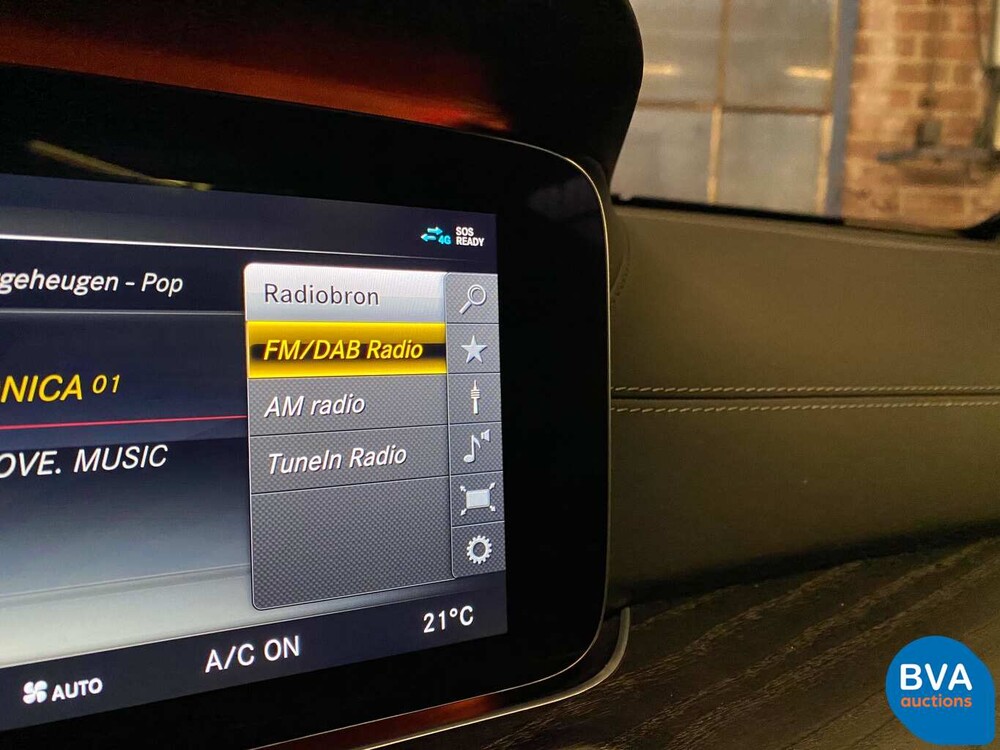 4G SOS
READY
geheugen - Pop
Radiobron
FM/DAB Radio
NICA 01
AM radio
OVE. MUSIC
TuneIn Radio
21°C
A/C ON
AUTO
BVA
auctions